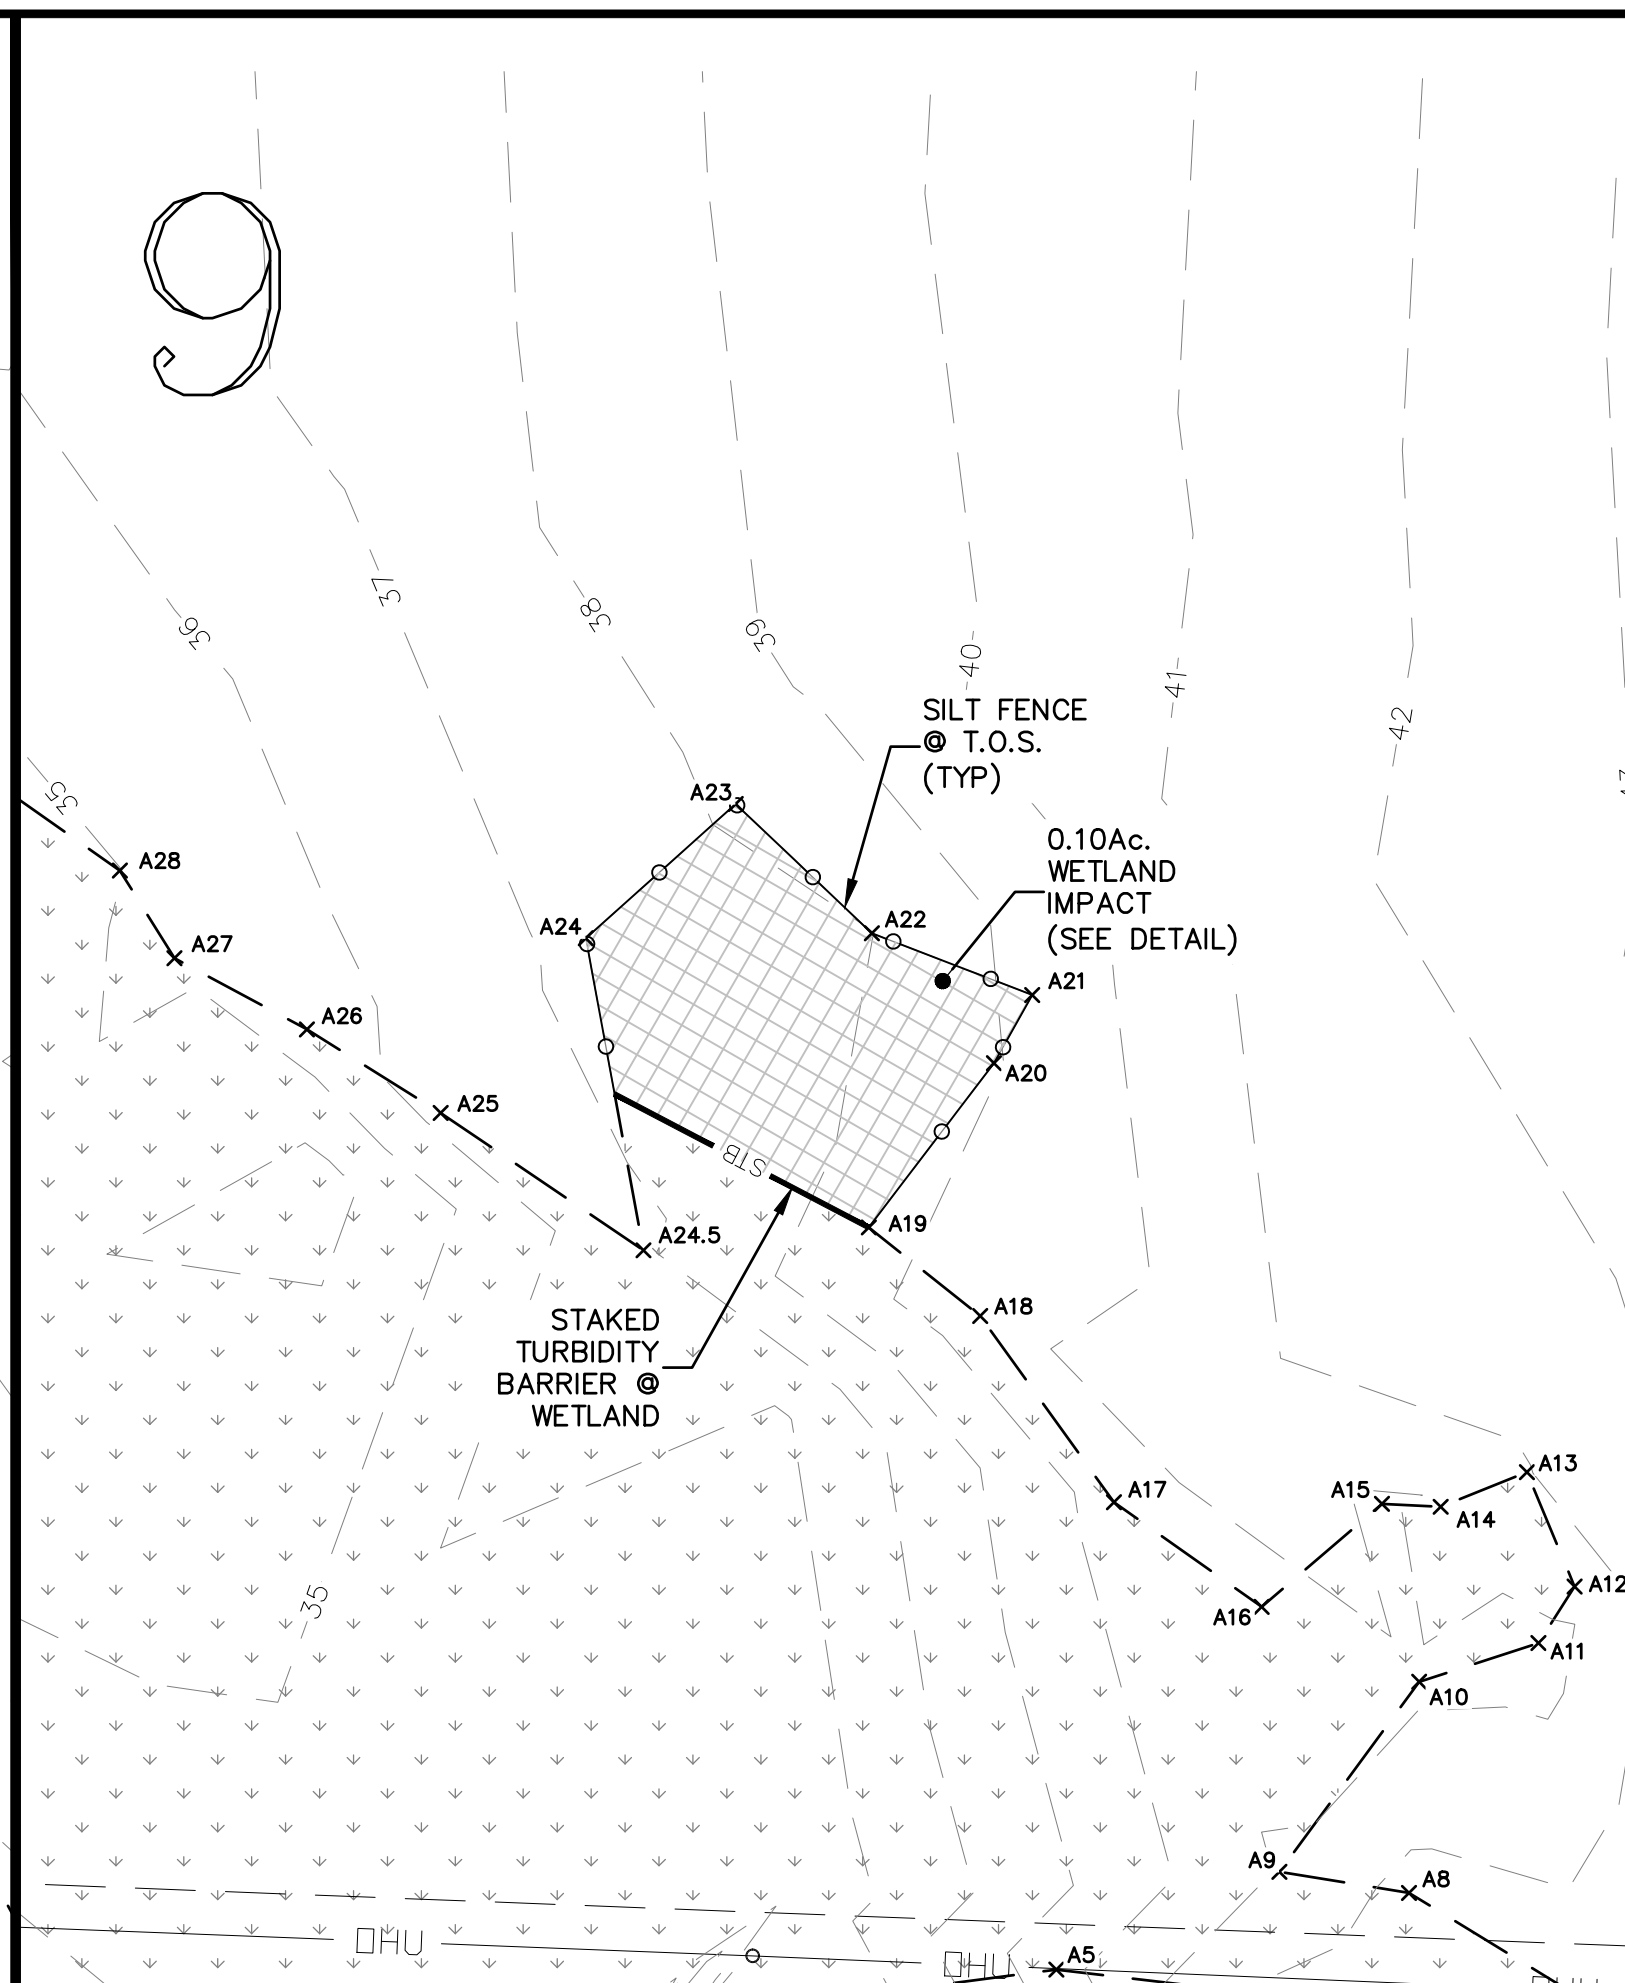 9
37
38
36
39
40
41
42
SILT FENCE
@ T.O.S.
(TYP)
35
A23
0.10Ac.
WETLAND
IMPACT
(SEE DETAIL)
A28
A24
A22
A27
A21
A26
A20
A25
STB
A19
A24.5
A18
STAKED
TURBIDITY
BARRIER @
WETLAND
A13
A17
A15
A14
A12
35
A16
A11
A10
A9
A8
OHU
OHU
A5